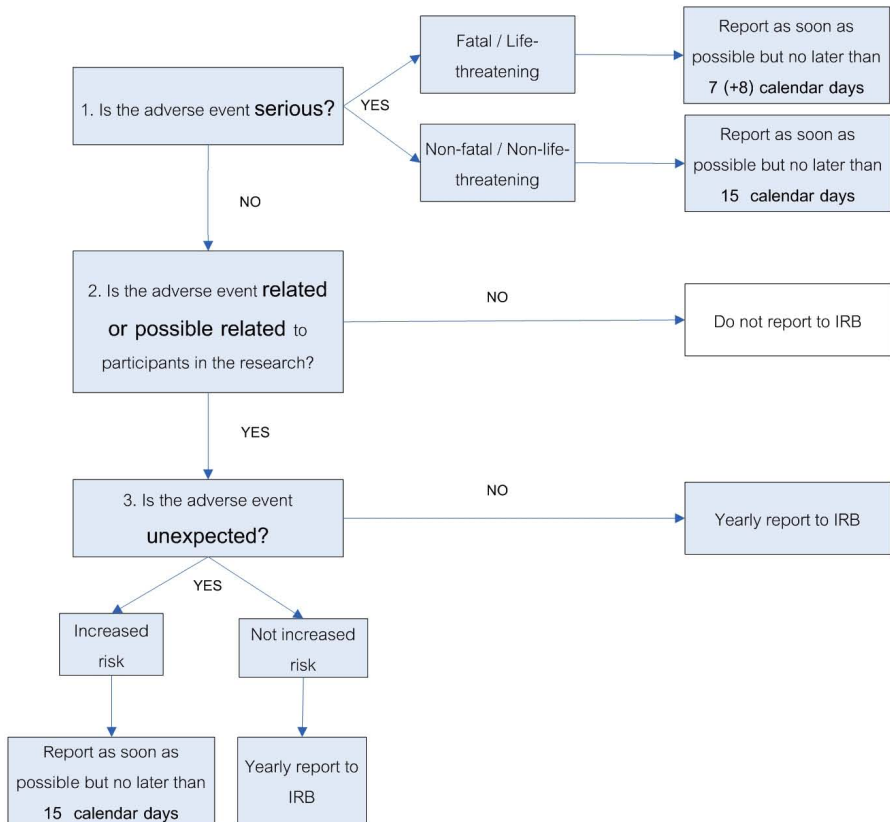 Fatal / Life-
threatening
Report as soon as
possible but no later than
7 (+8) calendar days
1. Is the adverse event serious?
YES
Non-fatal / Non-life-
threatening
Report as soon as
possible but no later than
15 calendar days
NO
2. Is the adverse event related
or possible related to
participants in the research?
NO
Do not report to IRB
YES
3. Is the adverse event
unexpected?
NO
Yearly report to IRB
YES
Increased
risk
Not increased
risk
Report as soon as
possible but no later than
15 calendar days
Yearly report to
IRB